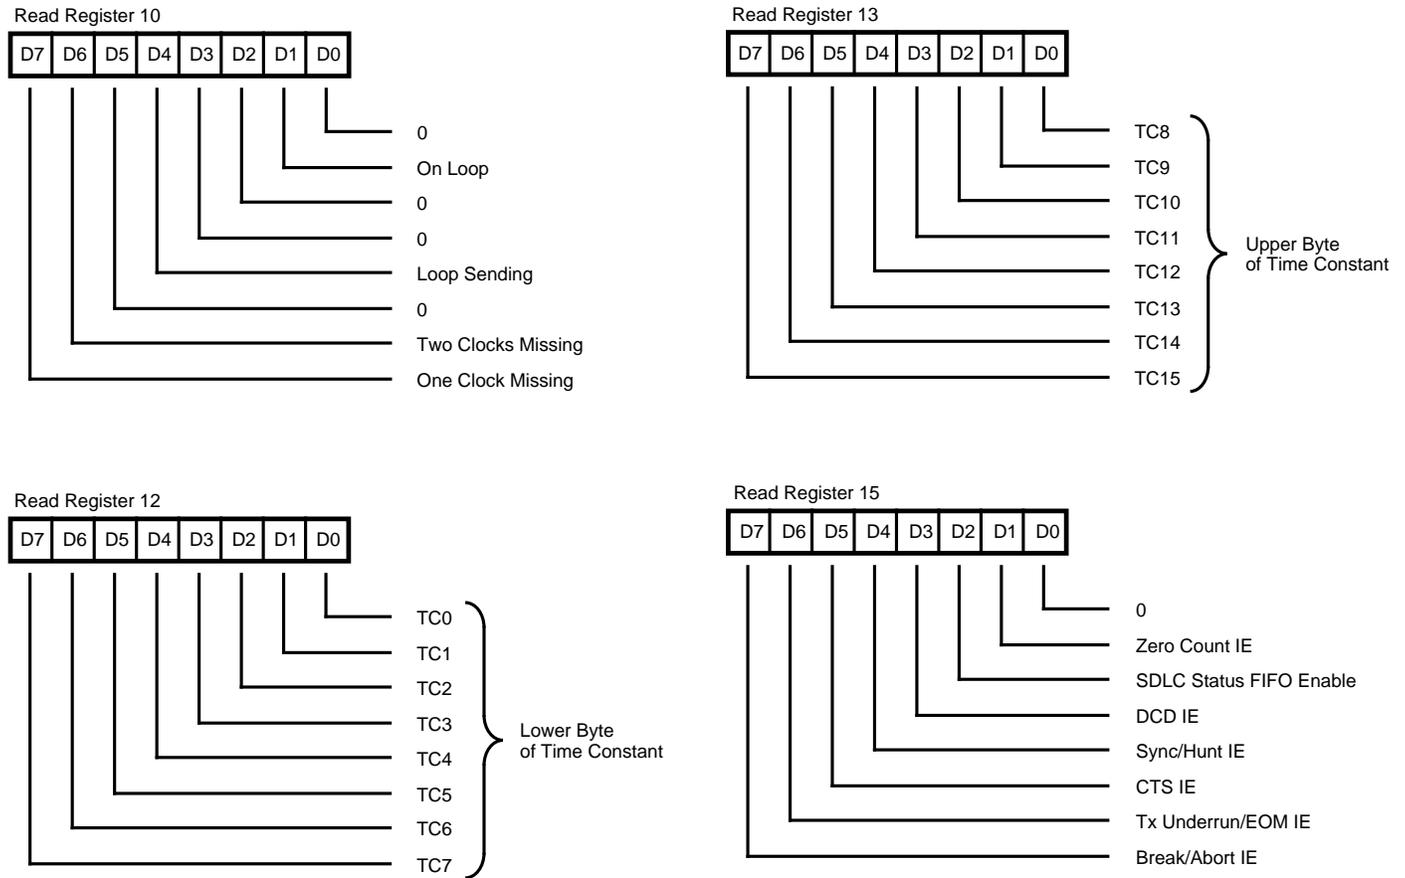 Read Register 10
D7 D6 D5 D4 D3 D2 D1 D0
0
On Loop
0
0
Loop Sending
0
Two Clocks Missing
One Clock Missing
Read Register 13
D7 D6 D5 D4 D3 D2 D1 D0
TC8
TC9
TC10
TC11
TC12
TC13
TC14
TC15
Upper Byte
of Time Constant
Read Register 12
D7 D6 D5 D4 D3 D2 D1 D0
TC0
TC1
TC2
TC3
TC4
TC5
TC6
TC7
Lower Byte
of Time Constant
Read Register 15
D7 D6 D5 D4 D3 D2 D1 D0
0
Zero Count IE
SDLC Status FIFO Enable
DCD IE
Sync/Hunt IE
CTS IE
Tx Underrun/EOM IE
Break/Abort IE